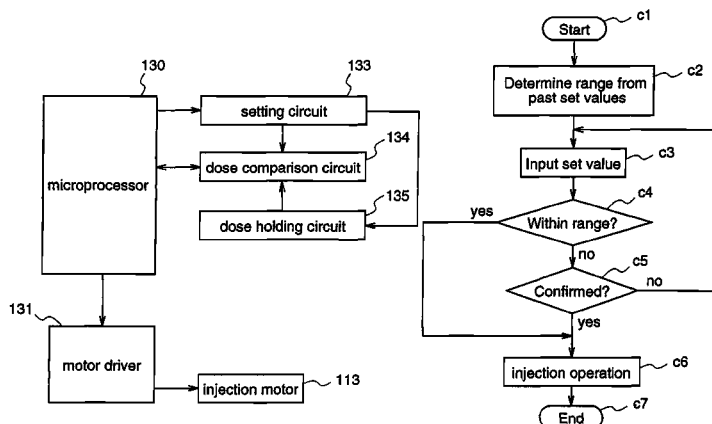 130
microprocessor
133
setting circuit
134
dose comparison circuit
135
dose holding circuit
131
motor driver
injection motor
113
c1
Start
c2
Determine range from
past set values
Input set value
c3
c4
yes
Within range?
no
c5
Confirmed?
no
yes
c6
injection operation
c7
End